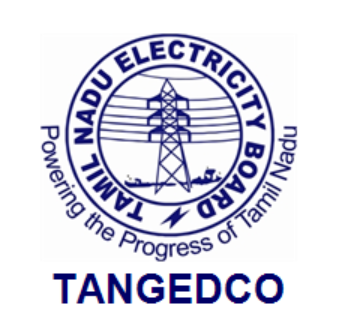 TAMIL NADU ELECTRICITY BOARD
Powering the Progress of Tamil Nadu
TANGEDCO